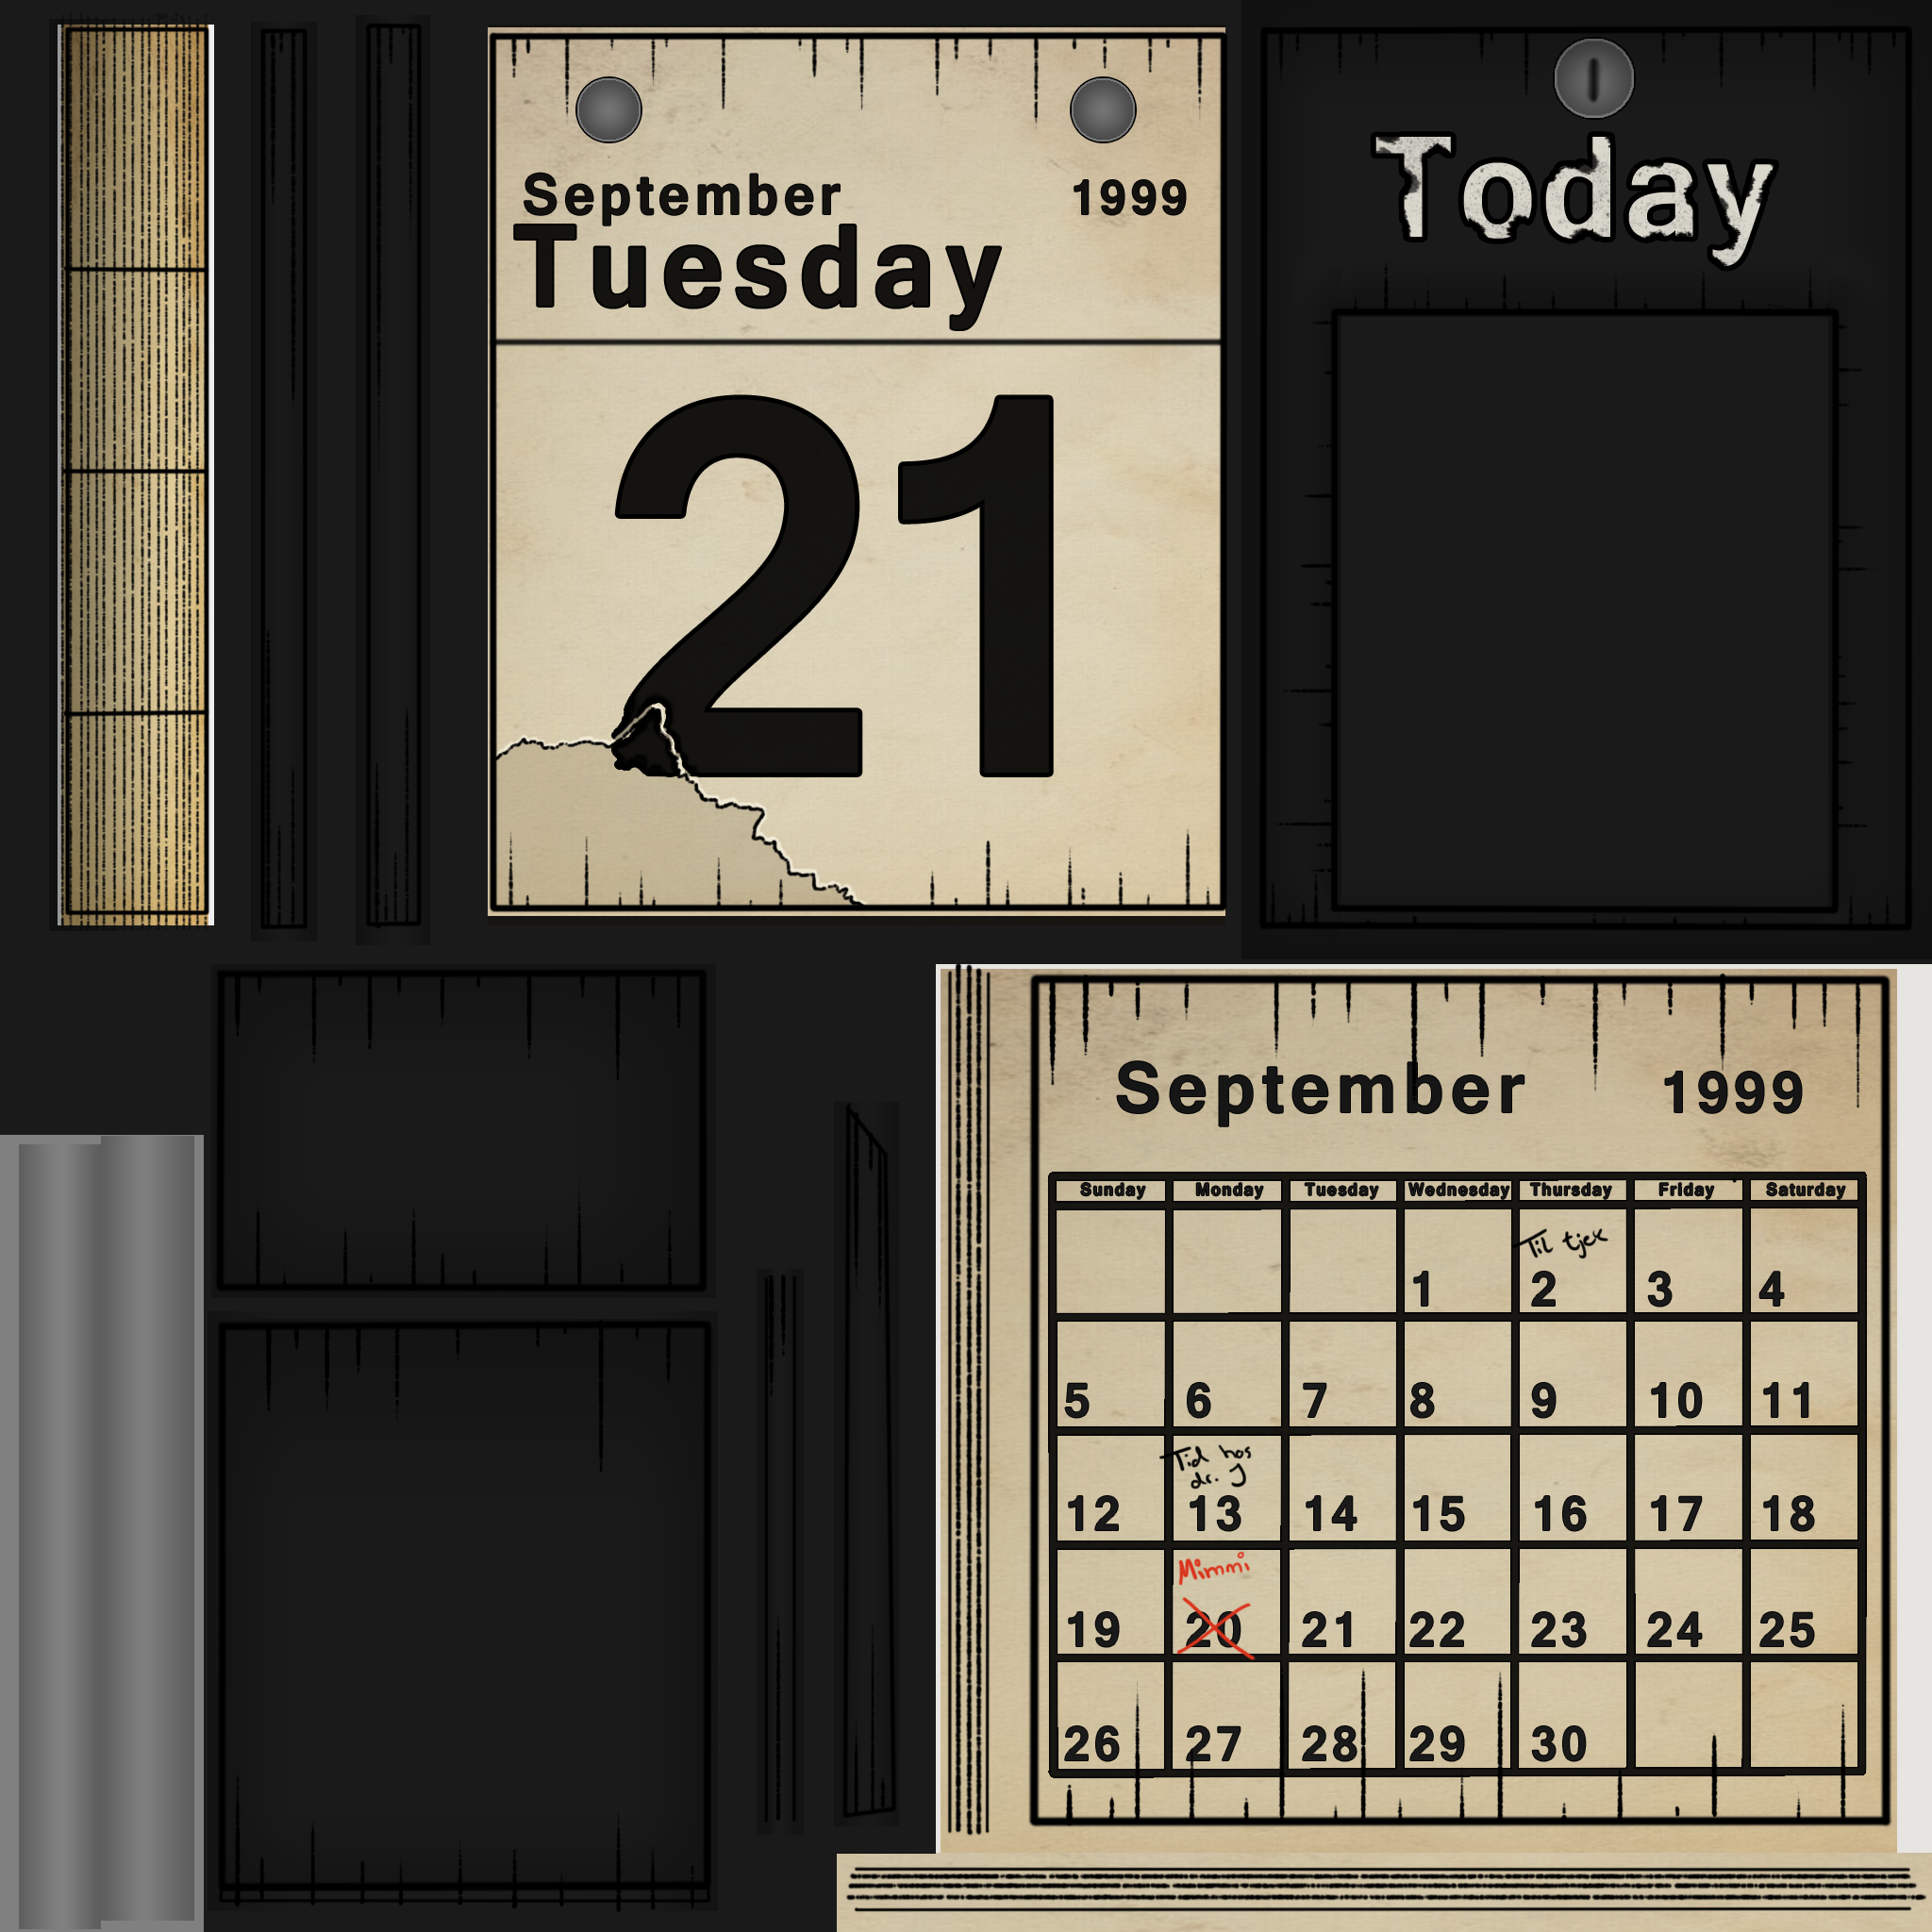 September 1999
Tuesday
21
Today
September 1999
Sunday Monday Tuesday Wednesday Thursday Friday Saturday
Til tjek
1 2 3 4
5 6 7 8 9 10 11
Tid hos
dr. J
12 13 14 15 16 17 18
Mimmi
19 20 21 22 23 24 25
26 27 28 29 30